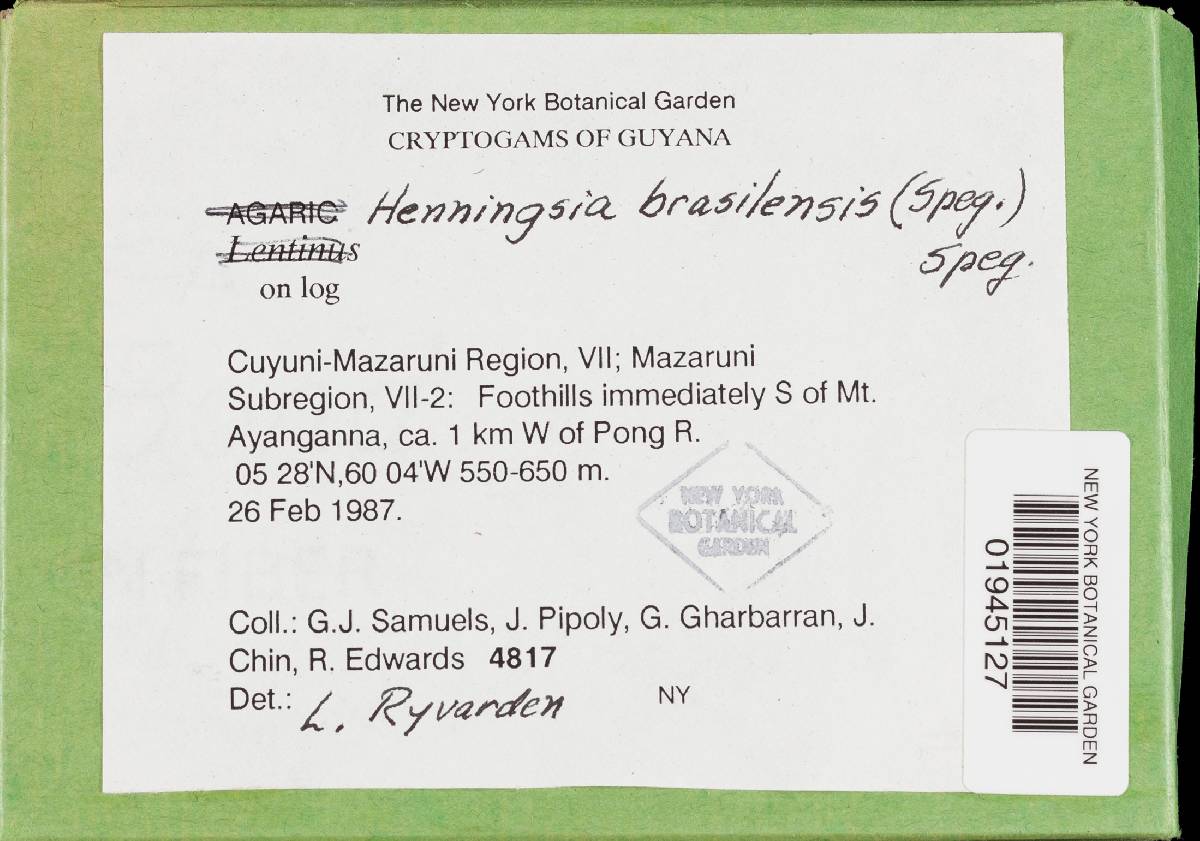 The New York Botanical Garden
CRYPTOGAMS OF GUYANA
AGARIC Henningsia brasilensis (Speg.)
Lentinus Speg.
on log
Cuyuni-Mazaruni Region, VII; Mazaruni
Subregion, VII-2: Foothills immediately S of Mt.
Ayanganna, ca. 1 km W of Pong R.
05 28'N,60 04'W 550-650 m.
26 Feb 1987.
NEW YORK
BOTANICAL
GARDEN
Coll.: G.J. Samuels, J. Pipoly, G. Gharbarran, J.
Chin, R. Edwards 4817
Det.: L. Ryvarden NY
NEW YORK BOTANICAL GARDEN
01945127